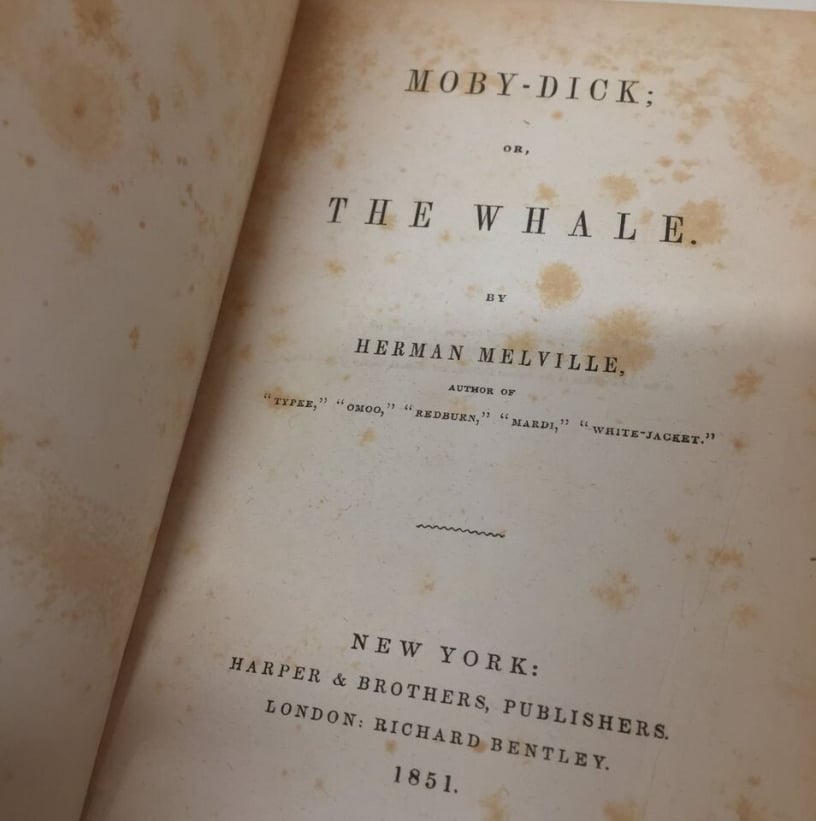 MOBY-DICK;
OR,
THE WHALE.
BY
HERMAN MELVILLE,
AUTHOR OF
“TYPEE,” “OMOO,” “REDBURN,” “MARDI,” “WHITE-JACKET.”
NEW YORK:
HARPER & BROTHERS, PUBLISHERS.
LONDON: RICHARD BENTLEY.
1851.